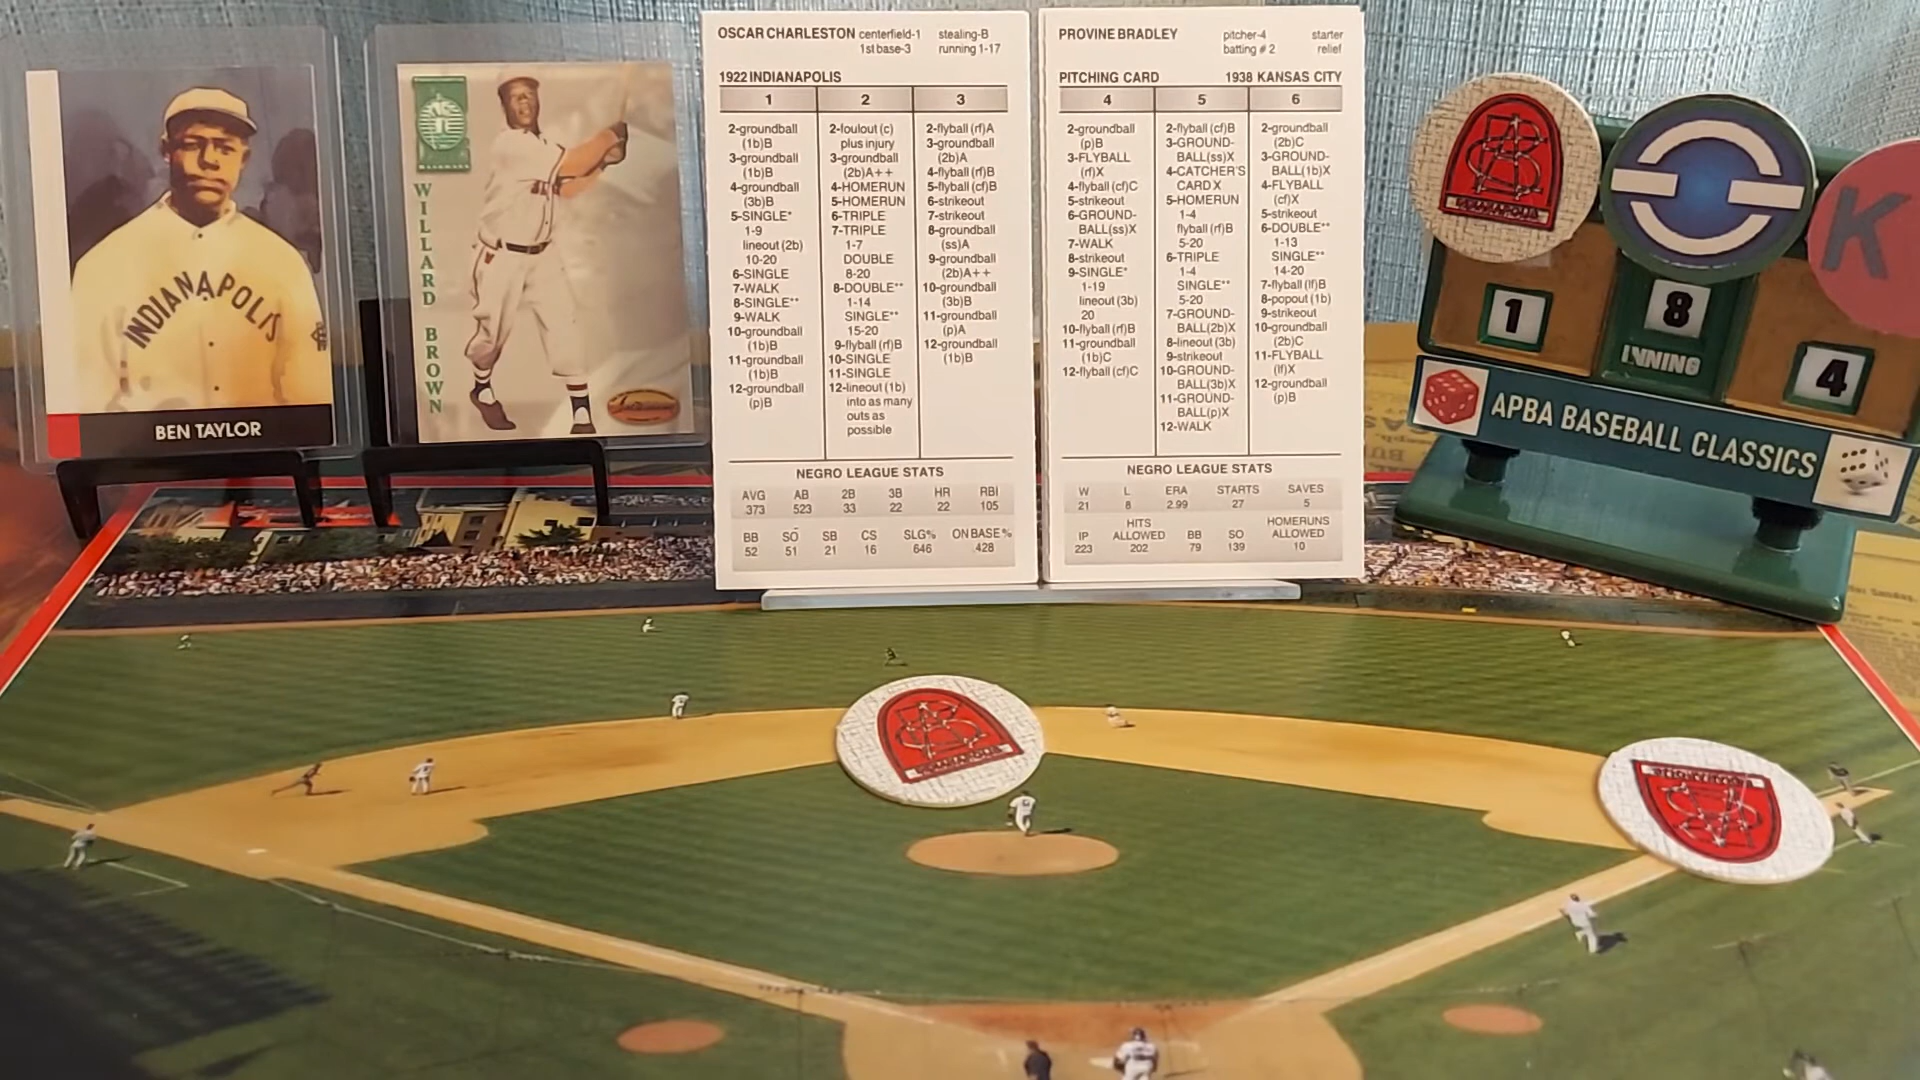 INDIANAPOLIS
BEN TAYLOR
WILLARD BROWN
OSCAR CHARLESTON centerfield-1 stealing-B
1st base-3 running 1-17
1922 INDIANAPOLIS
1 2 3
2-groundball
(1b)B
3-groundball
(1b)B
4-groundball
(3b)B
5-SINGLE*
1-9
lineout (2b)
10-20
6-SINGLE
7-WALK
8-SINGLE**
9-WALK
10-groundball
(1b)B
11-groundball
(1b)B
12-groundball
(p)B
2-foulout (c)
plus injury
3-groundball
(2b)A++
4-HOMERUN
5-HOMERUN
6-TRIPLE
7-TRIPLE
1-7
DOUBLE
8-20
8-DOUBLE**
1-14
SINGLE**
15-20
9-flyball (rf)B
10-SINGLE
11-SINGLE
12-lineout (1b)
into as many
outs as
possible
2-flyball (rf)A
3-groundball
(2b)A
4-flyball (rf)B
5-flyball (cf)B
6-strikeout
7-strikeout
8-groundball
(ss)A
9-groundball
(2b)A++
10-groundball
(3b)B
11-groundball
(p)A
12-groundball
(1b)B
NEGRO LEAGUE STATS
AVG AB 2B 3B HR RBI
373 523 33 22 22 105
BB SO SB CS SLG% ON BASE%
52 51 21 16 646 .428
PROVINE BRADLEY pitcher-4 starter
batting # 2 relief
PITCHING CARD 1938 KANSAS CITY
4 5 6
2-groundball
(p)B
3-FLYBALL
(rf)X
4-flyball (cf)C
5-strikeout
6-GROUND-
BALL(ss)X
7-WALK
8-strikeout
9-SINGLE*
1-19
lineout (3b)
20
10-flyball (rf)B
11-groundball
(1b)C
12-flyball (cf)C
2-flyball (cf)B
3-GROUND-
BALL(ss)X
4-CATCHER'S
CARD X
5-HOMERUN
1-4
flyball (rf)B
5-20
6-TRIPLE
1-4
SINGLE**
5-20
7-GROUND-
BALL(2b)X
8-lineout (3b)
9-strikeout
10-GROUND-
BALL(3b)X
11-GROUND-
BALL(p)X
12-WALK
2-groundball
(2b)C
3-GROUND-
BALL(1b)X
4-FLYBALL
(cf)X
5-strikeout
6-DOUBLE**
1-13
SINGLE**
14-20
7-flyball (lf)B
8-popout (1b)
9-strikeout
10-groundball
(2b)C
11-FLYBALL
(lf)X
12-groundball
(p)B
NEGRO LEAGUE STATS
W L ERA STARTS SAVES
21 8 2.99 27 5
IP HITS ALLOWED BB SO HOMERUNS ALLOWED
223 202 79 139 10
K
1 8 4
INNING
APBA BASEBALL CLASSICS